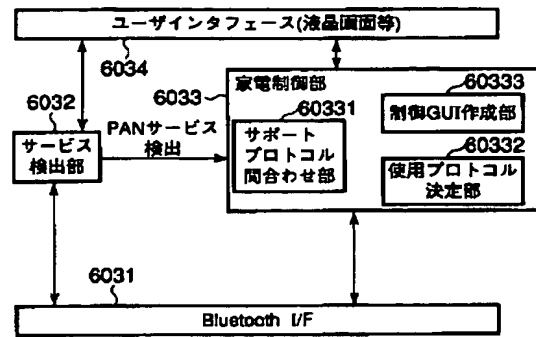 ユーザインタフェース(液晶画面等)
6034
6032
サービス
検出部
PANサービス
検出
6033
家電制御部
60331
サポート
プロトコル
問合わせ部
60333
制御GUI作成部
60332
使用プロトコル
決定部
6031
Bluetooth I/F